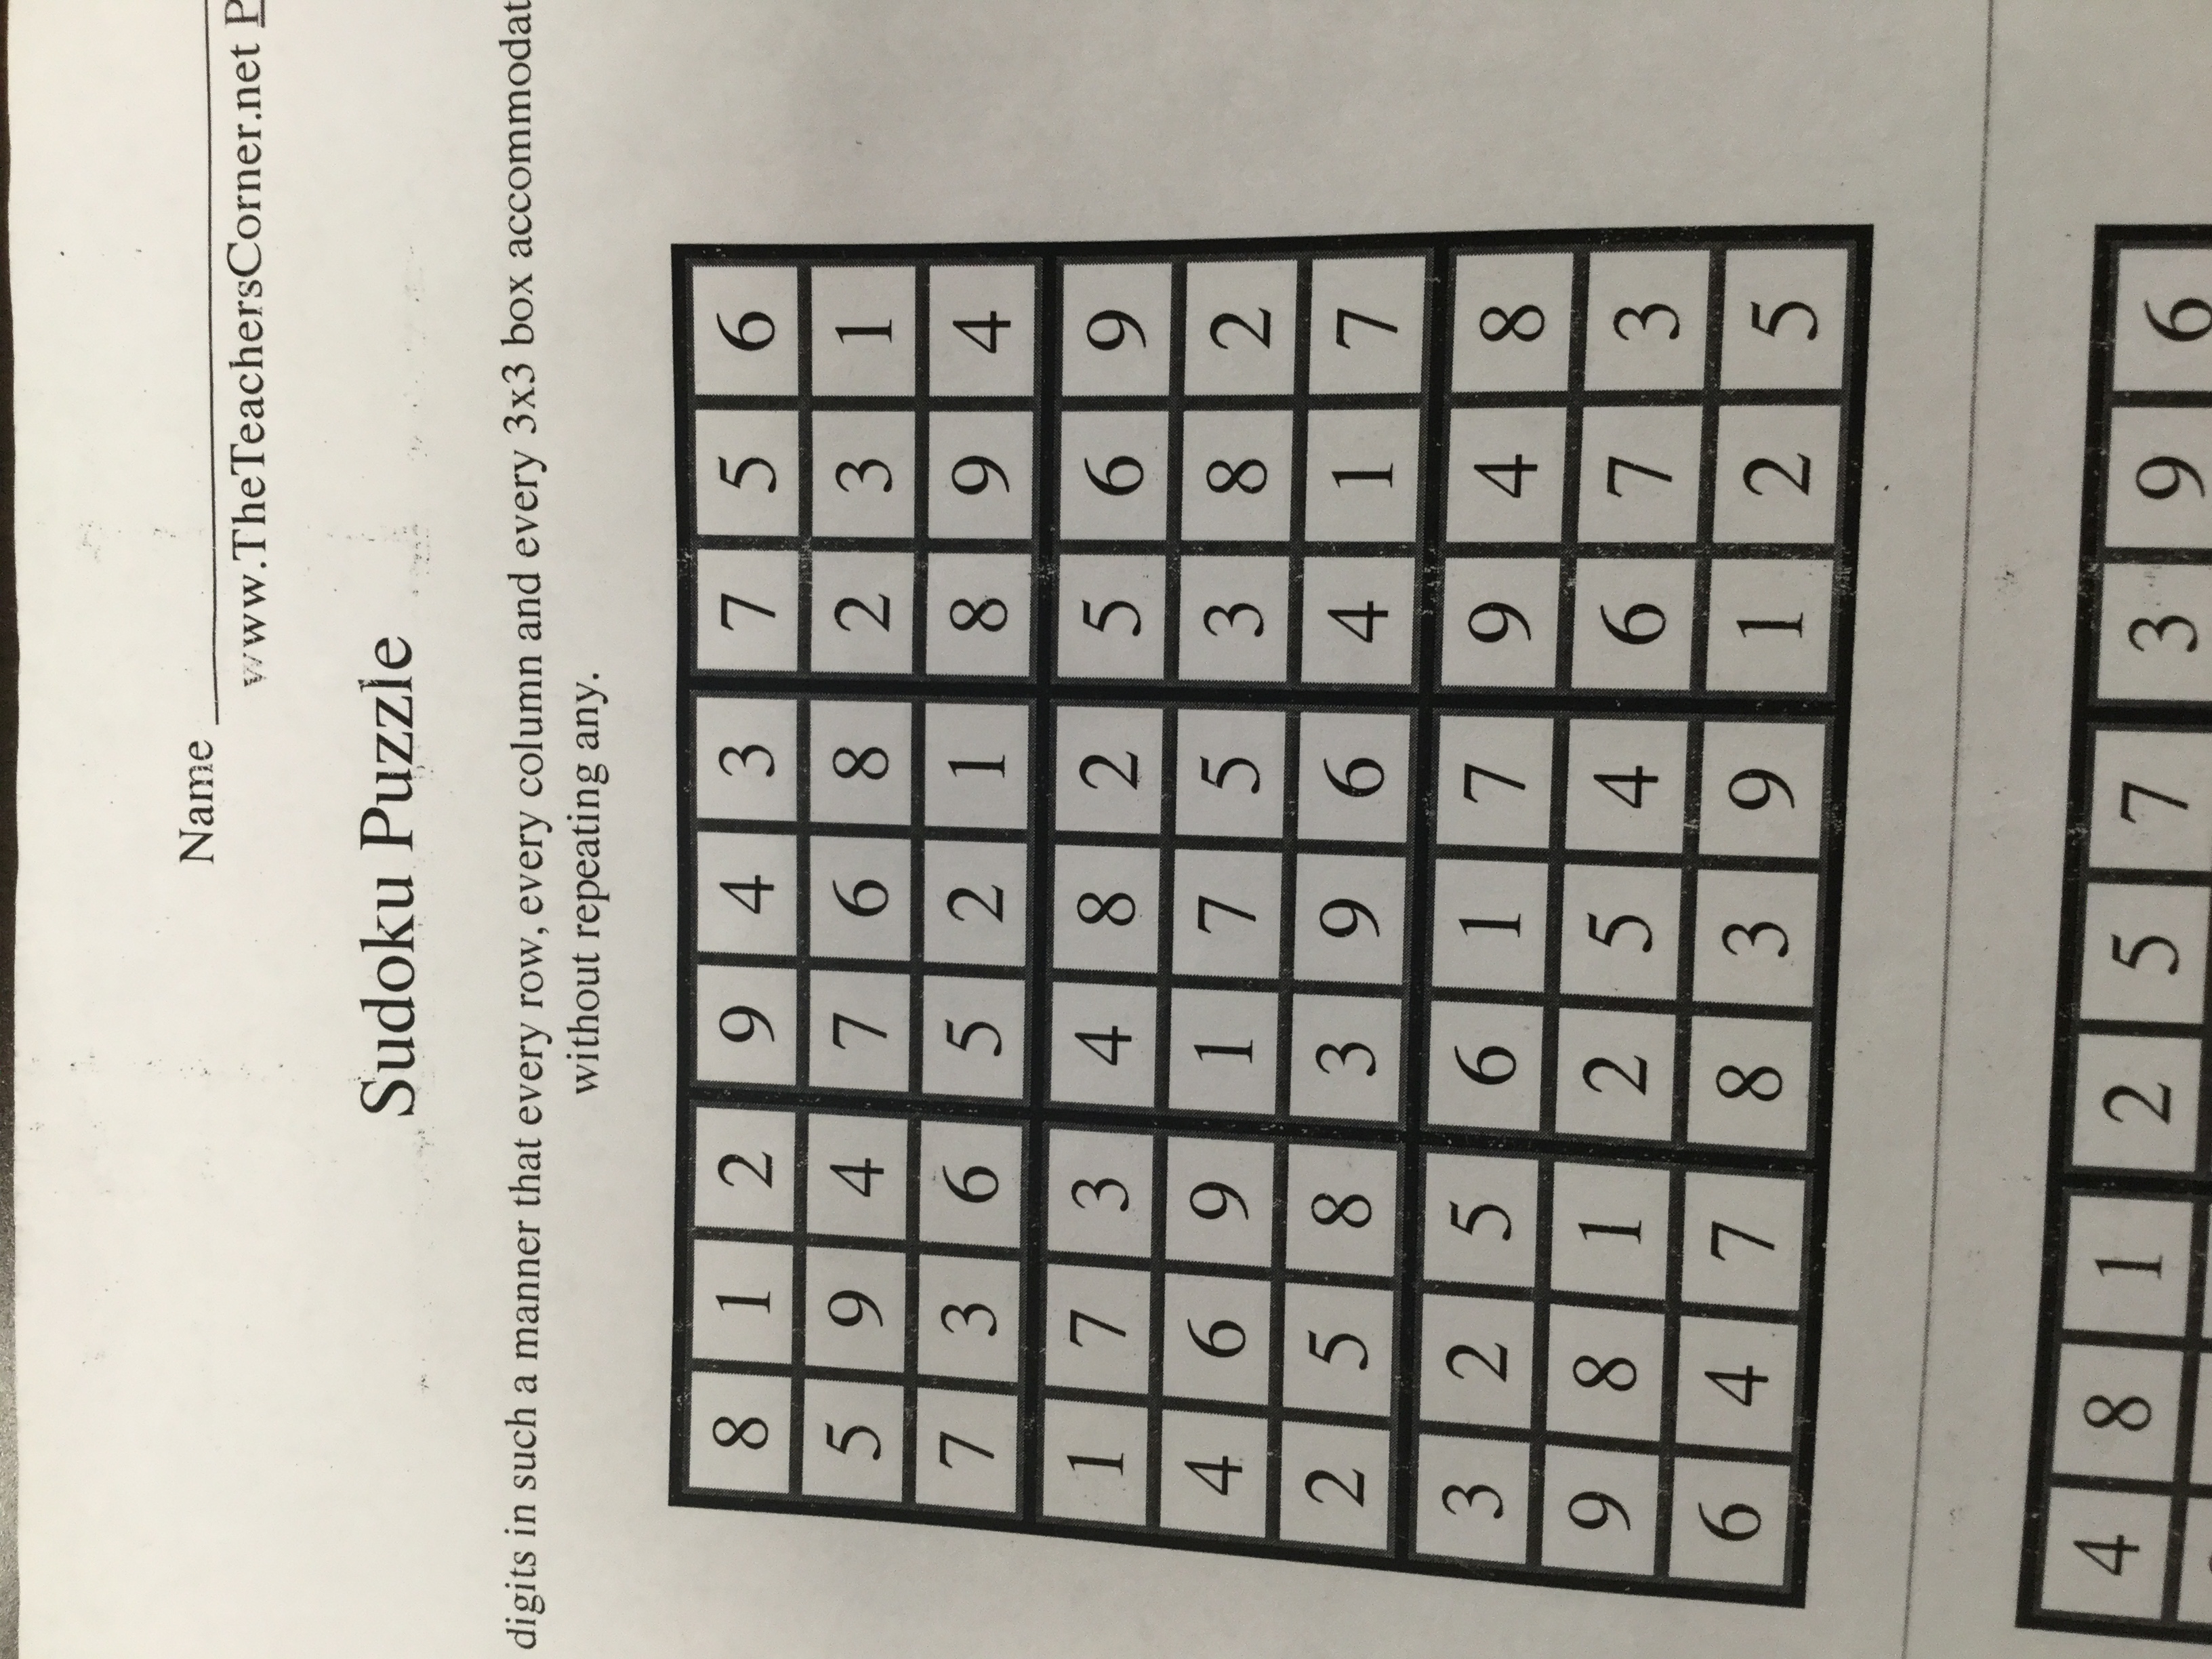 Name
www.TheTeachersCorner.net P
Sudoku Puzzle
digits in such a manner that every row, every column and every 3x3 box accommodat
without repeating any.
8 1 2 9 4 3 7 5 6
5 9 4 7 6 8 2 3 1
7 3 6 5 2 1 8 9 4
1 7 3 4 8 2 5 6 9
4 6 9 1 7 5 3 8 2
2 5 8 3 9 6 4 1 7
3 2 5 6 1 7 9 4 8
9 8 1 2 5 4 6 7 3
6 4 7 8 3 9 1 2 5
4 8 1 2 5 7 3 9 6